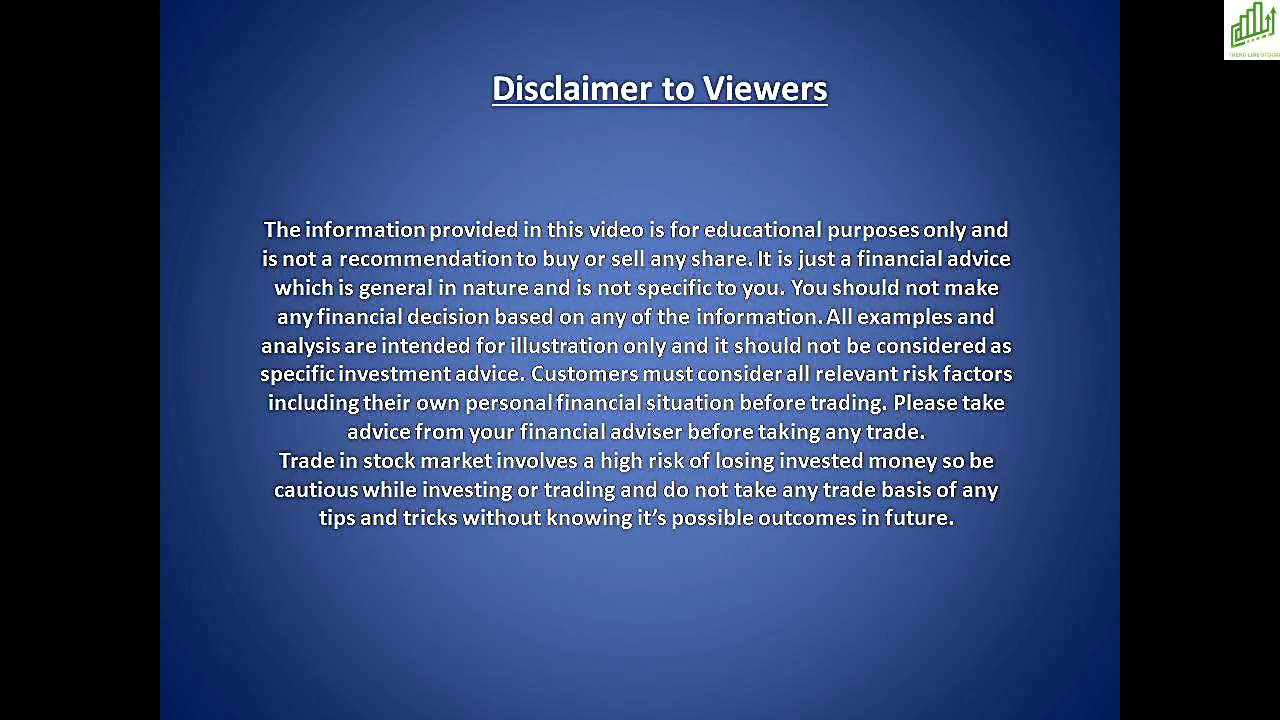 TREND LINE STOCKS
Disclaimer to Viewers
The information provided in this video is for educational purposes only and
is not a recommendation to buy or sell any share. It is just a financial advice
which is general in nature and is not specific to you. You should not make
any financial decision based on any of the information. All examples and
analysis are intended for illustration only and it should not be considered as
specific investment advice. Customers must consider all relevant risk factors
including their own personal financial situation before trading. Please take
advice from your financial adviser before taking any trade.
Trade in stock market involves a high risk of losing invested money so be
cautious while investing or trading and do not take any trade basis of any
tips and tricks without knowing it's possible outcomes in future.